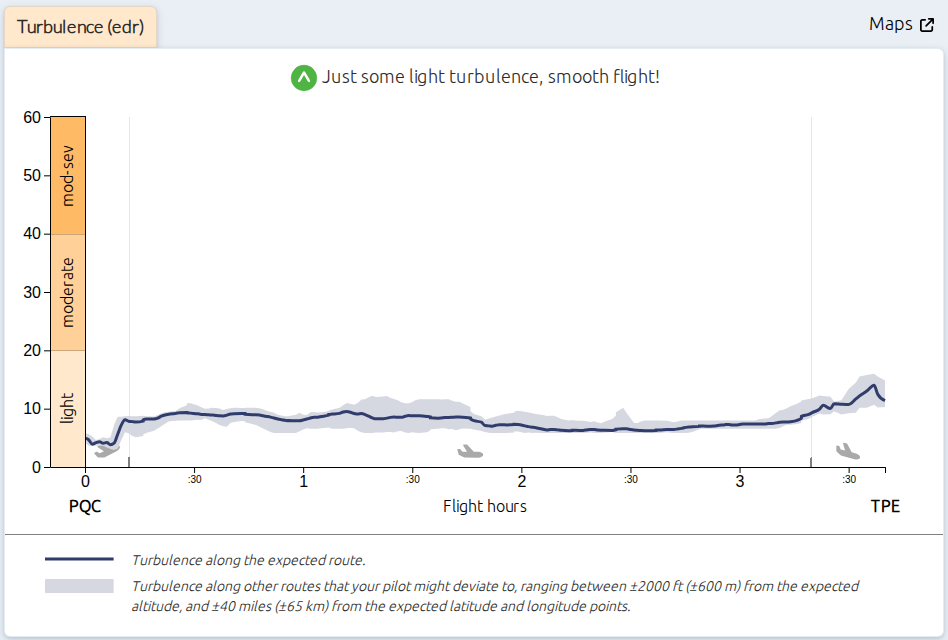 Turbulence (edr)
Maps
Just some light turbulence, smooth flight!
60
50
40
30
20
10
0
mod-sev
moderate
light
0 :30 1 :30 2 :30 3 :30
PQC Flight hours TPE
Turbulence along the expected route.
Turbulence along other routes that your pilot might deviate to, ranging between ±2000 ft (±600 m) from the expected
altitude, and ±40 miles (±65 km) from the expected latitude and longitude points.